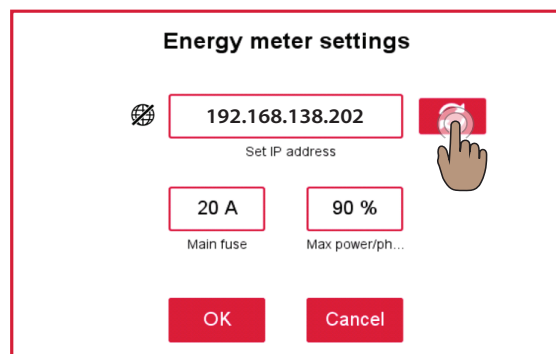 Energy meter settings
192.168.138.202
Set IP address
20 A
90 %
Main fuse
Max power/ph...
OK
Cancel